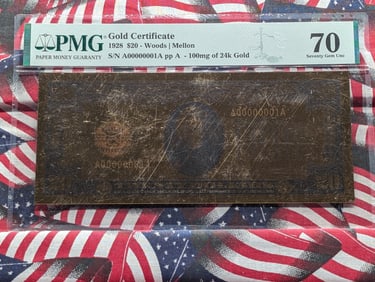 PMG
PAPER MONEY GUARANTY
Gold Certificate
1928 $20 - Woods | Mellon
S/N A00000001A pp A - 100mg of 24k Gold
70
Seventy Gem Unc
A00000001A